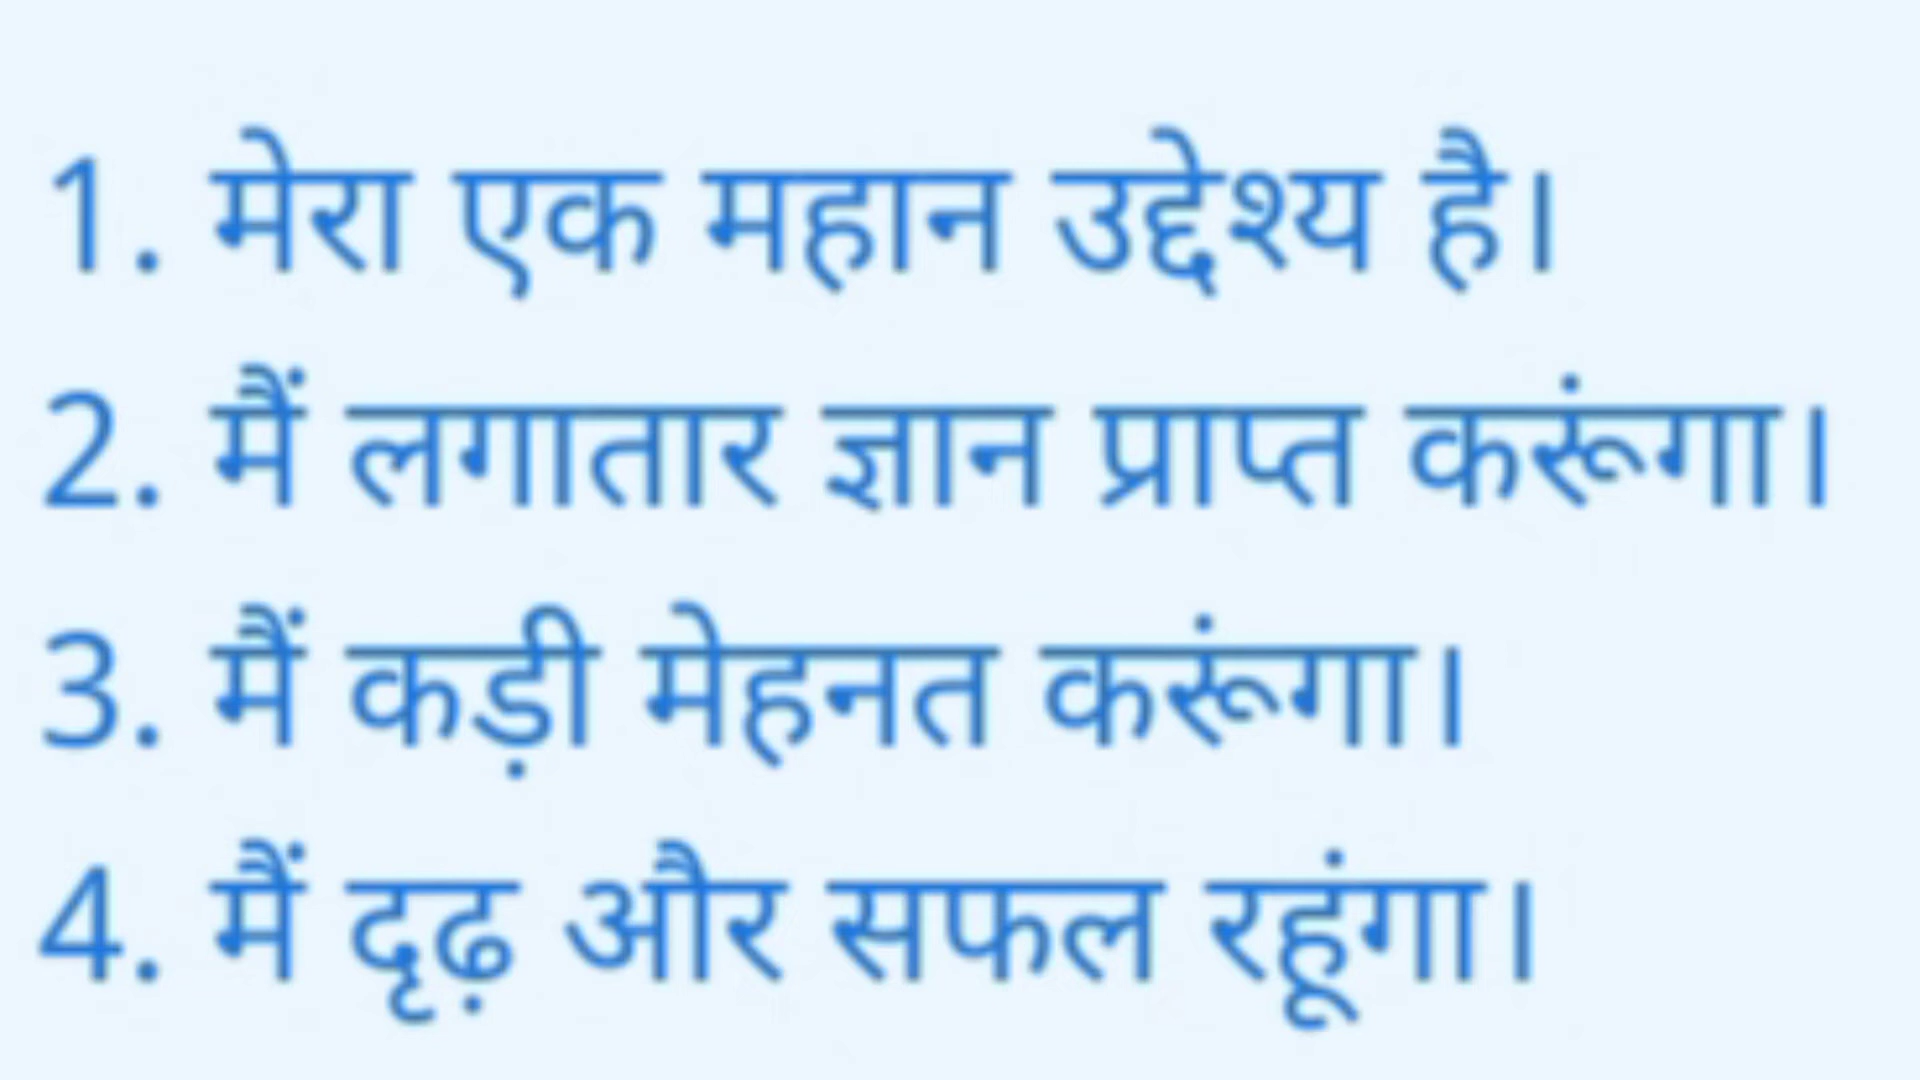 1. मेरा एक महान उद्देश्य है।
2. मैं लगातार ज्ञान प्राप्त करूंगा।
3. मैं कड़ी मेहनत करूंगा।
4. मैं दृढ़ और सफल रहूंगा।